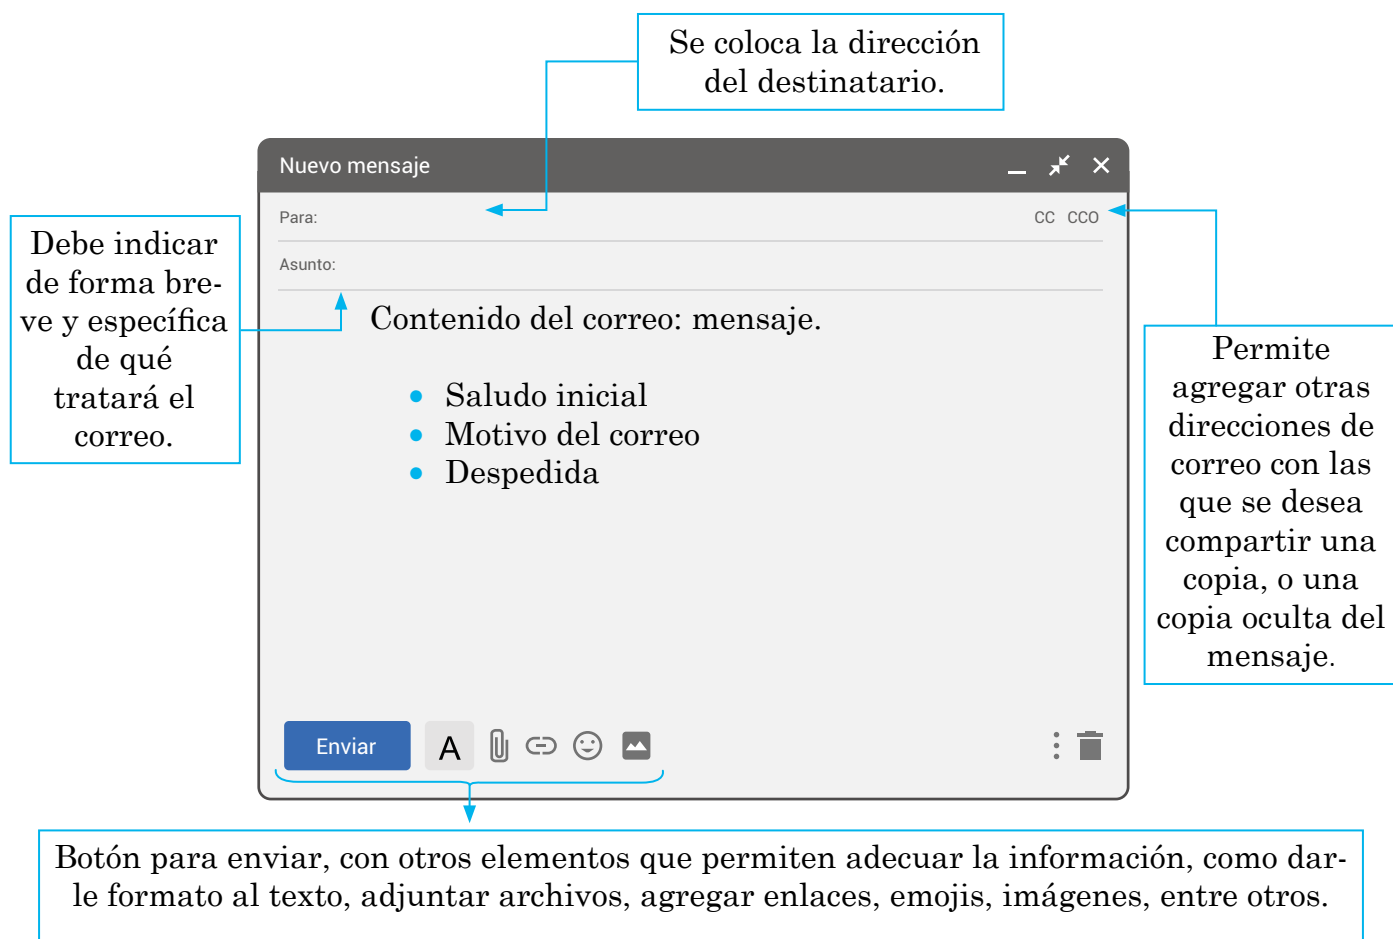 Se coloca la dirección
del destinatario.
Nuevo mensaje
Para:
CC CCO
Asunto:
Debe indicar
de forma bre-
ve y específica
de qué
tratará el
correo.
Contenido del correo: mensaje.
• Saludo inicial
• Motivo del correo
• Despedida
Permite
agregar otras
direcciones de
correo con las
que se desea
compartir una
copia, o una
copia oculta del
mensaje.
Enviar A
Botón para enviar, con otros elementos que permiten adecuar la información, como dar-
le formato al texto, adjuntar archivos, agregar enlaces, emojis, imágenes, entre otros.